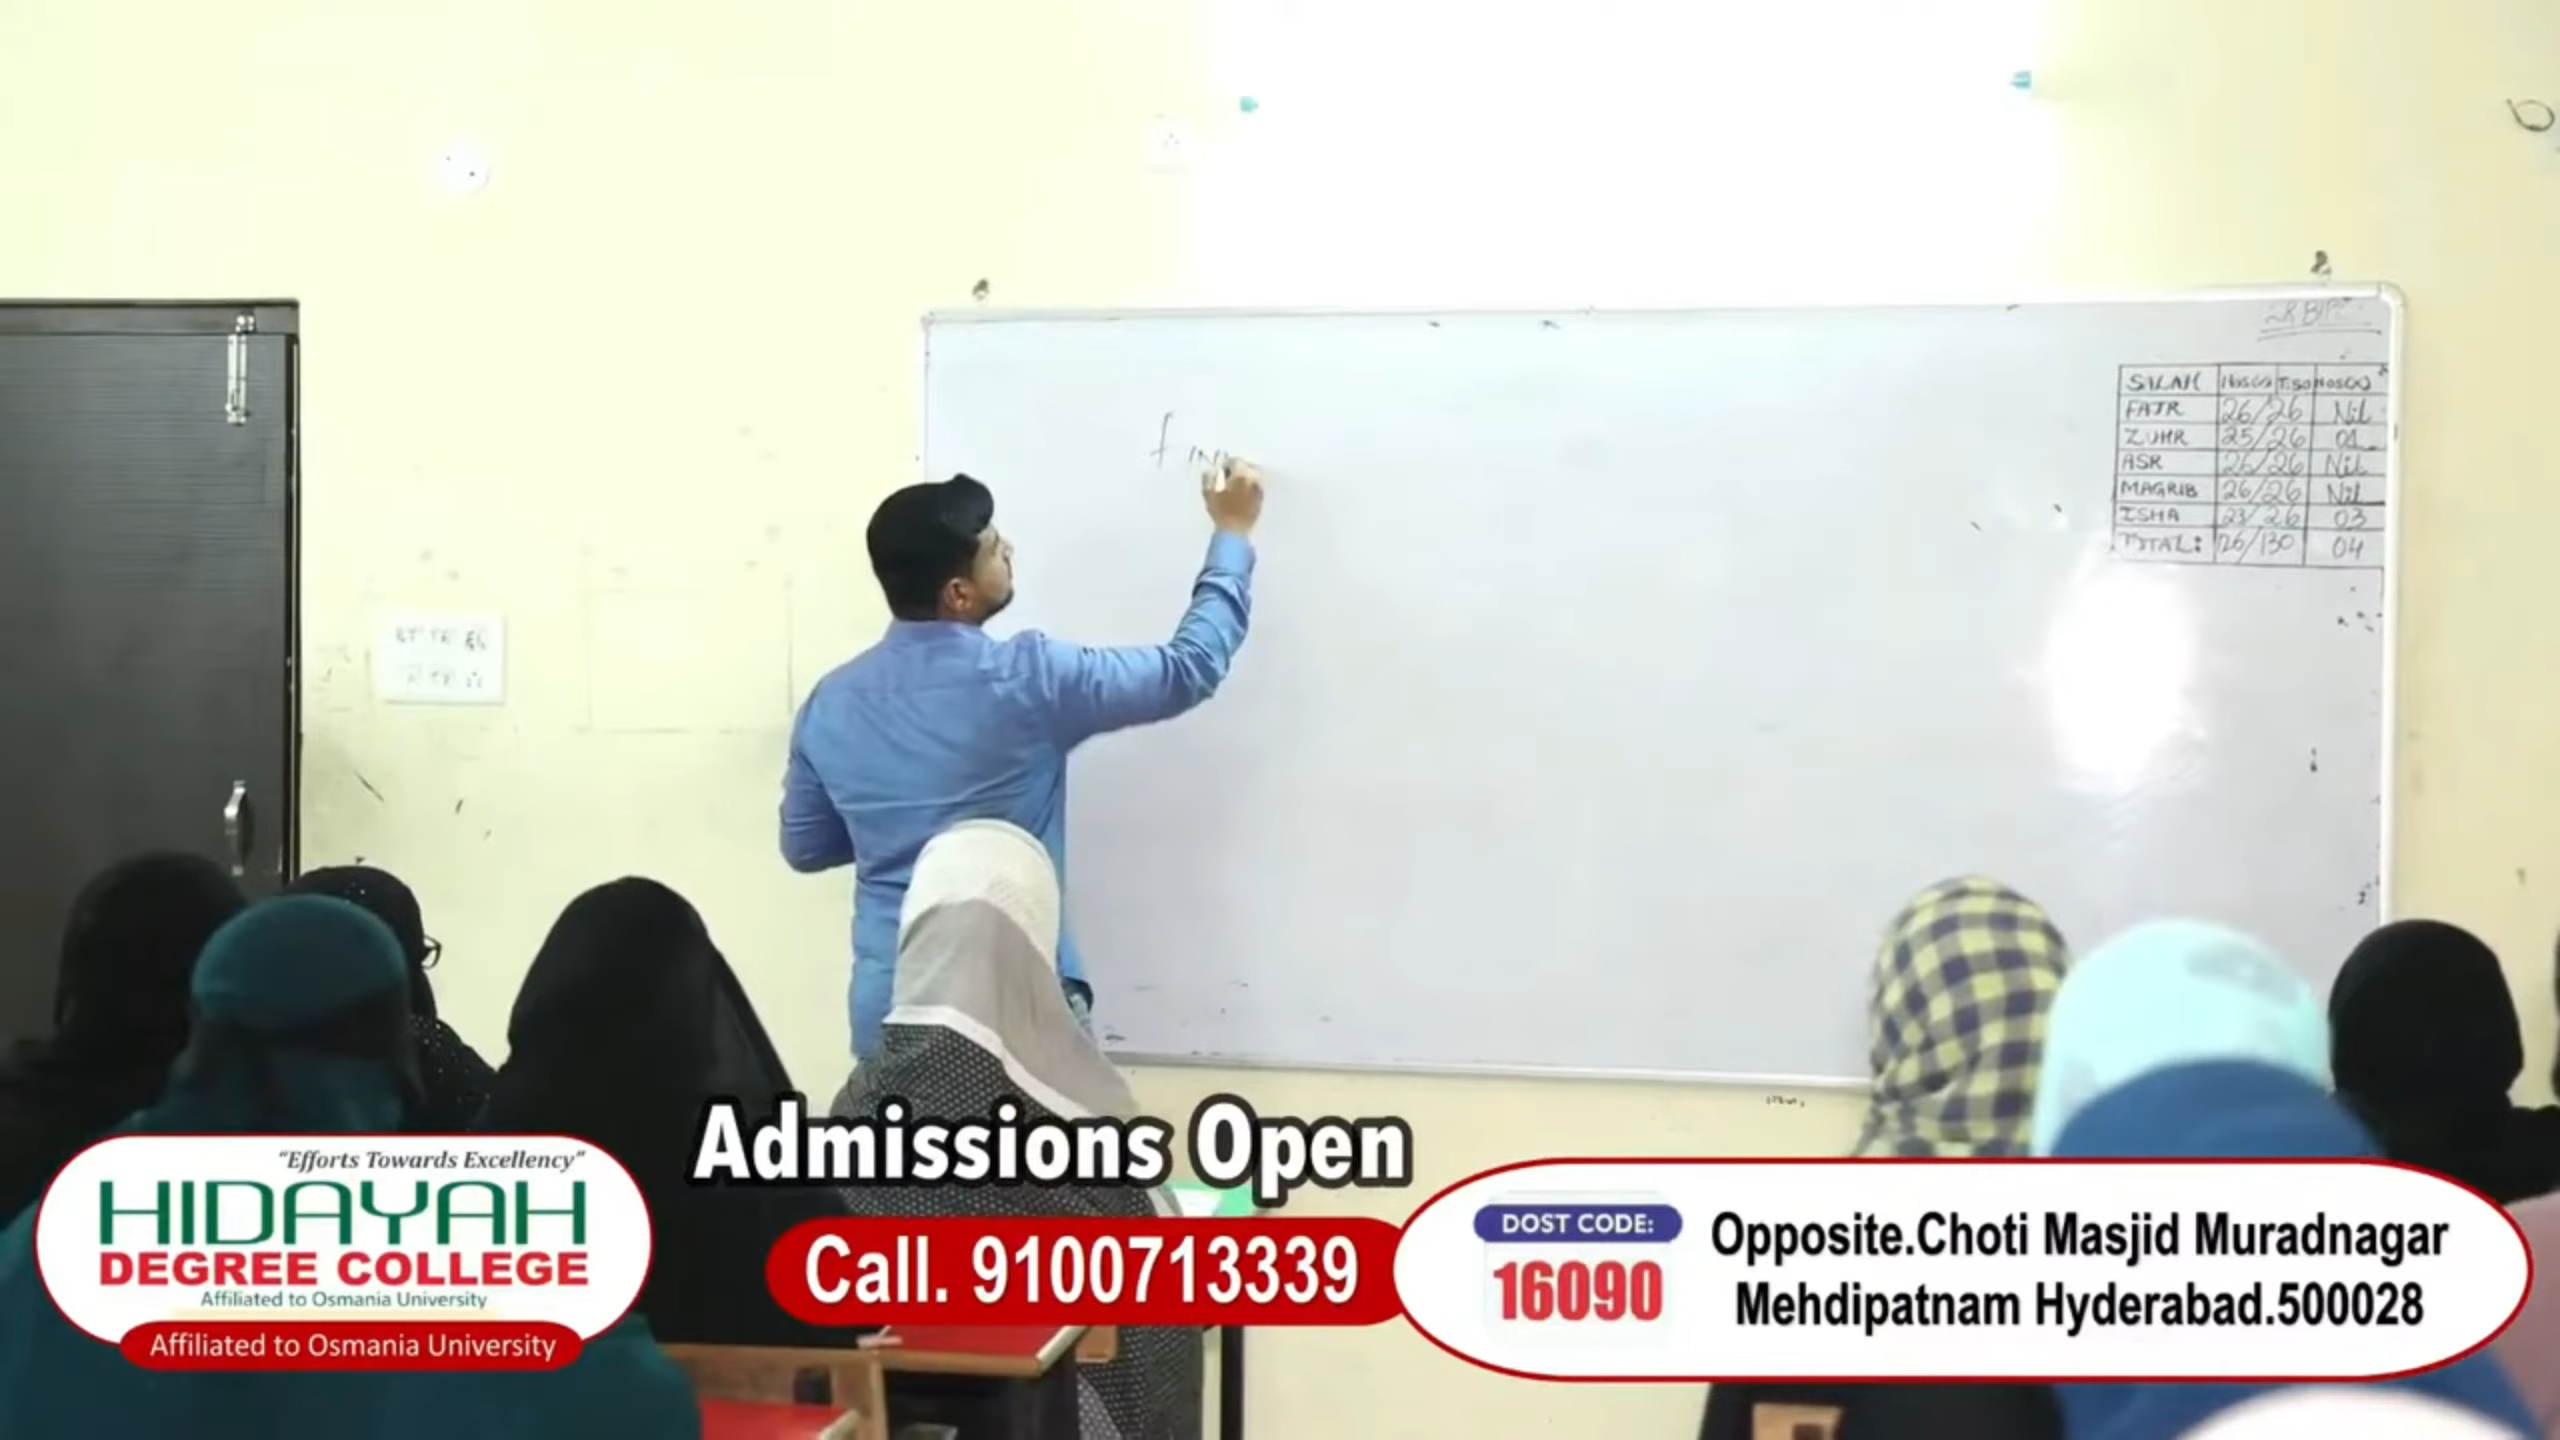 SALAH
FAJR 26/26 Nil
ZUHR 25/26 01
ASR 26/26 Nil
MAGRIB 26/26 Nil
ISHA 23/26 03
TOTAL: 126/130 04
"Efforts Towards Excellency"
HIDAYAH
DEGREE COLLEGE
Affiliated to Osmania University
Affiliated to Osmania University
Admissions Open
Call. 9100713339
DOST CODE:
16090
Opposite.Choti Masjid Muradnagar
Mehdipatnam Hyderabad.500028